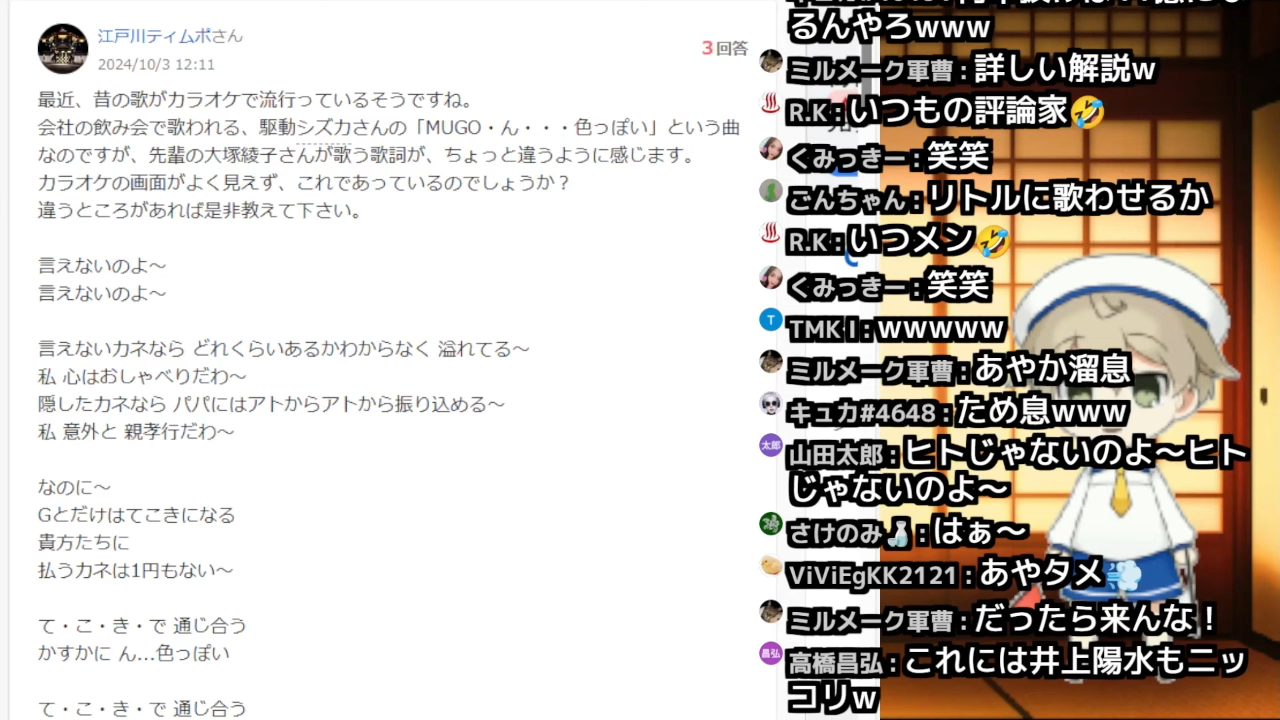 江戸川ティムポさん
2024/10/3 12:11
3回答
最近、昔の歌がカラオケで流行っているそうですね。
会社の飲み会で歌われる、駆動シズカさんの「MUGO・ん・・・色っぽい」という曲
なのですが、先輩の大塚綾子さんが歌う歌詞が、ちょっと違うように感じます。
カラオケの画面がよく見えず、これであっているのでしょうか？
違うところがあれば是非教えて下さい。
言えないのよ〜
言えないのよ〜
言えないカネなら どれくらいあるかわからなく 溢れてる〜
私 心はおしゃべりだわ〜
隠したカネなら パパにはアトからアトから振り込める〜
私 意外と 親孝行だわ〜
なのに〜
Gとだけはてこきになる
貴方たちに
払うカネは1円もない〜
て・こ・き・で 通じ合う
かすかに ん...色っぽい
て・こ・き・で 通じ合う
るんやろwww
ミルメーク軍曹 : 詳しい解説w
R.K : いつもの評論家🤣
くみっきー : 笑笑
ごんちゃん : リトルに歌わせるか
R.K : いつメン🤣
くみっきー : 笑笑
T TMK I : wwwww
ミルメーク軍曹 : あやか溜息
キュカ#4648 : ため息www
太郎 山田太郎 : ヒトじゃないのよ〜ヒト
じゃないのよ〜
さけのみ🍶 : はぁ〜
ViViEgKK2121 : あやタメ💨
ミルメーク軍曹 : だったら来んな！
昌弘 高橋昌弘 : これには井上陽水もニッ
コリw